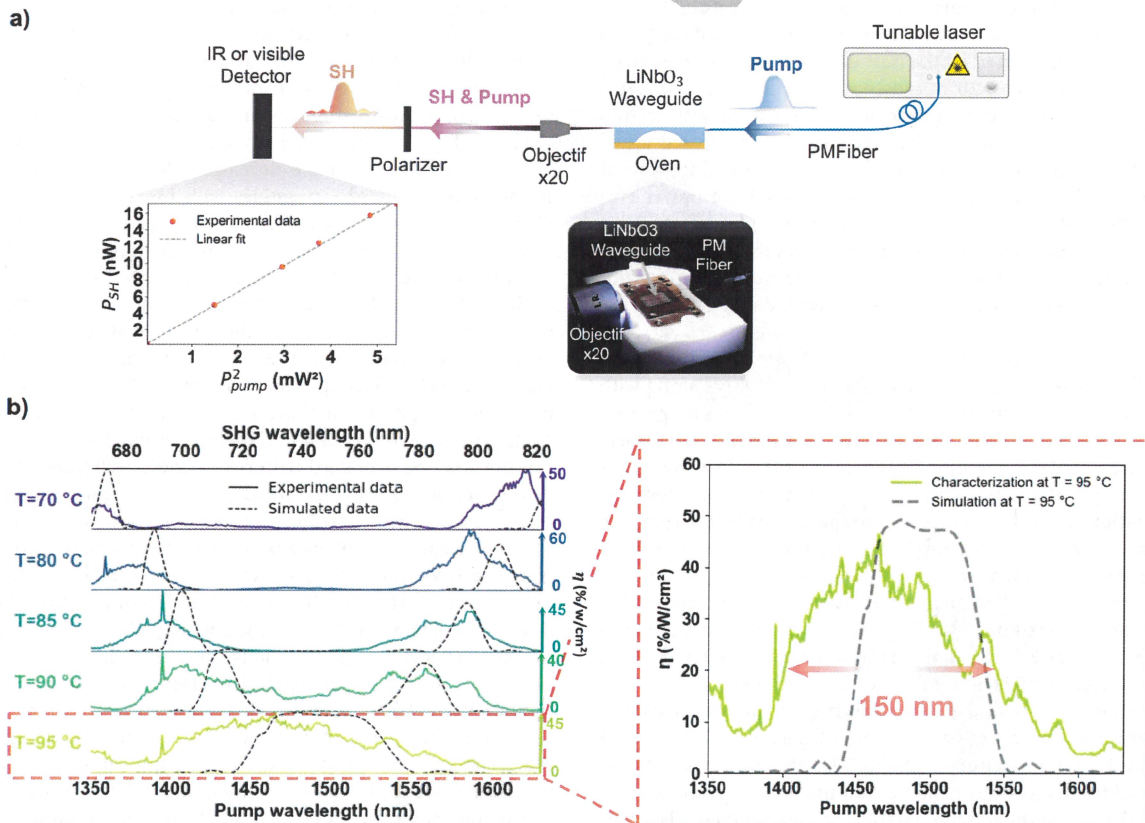 a)
Tunable laser
IR or visible
Detector
SH
SH & Pump
LiNbO₃
Waveguide
Pump
Polarizer
Objectif
x20
Oven
PMFiber
Experimental data
Linear fit
P_SH (nW)
16
14
12
10
8
6
4
2
1 2 3 4 5
P²_pump (mW²)
LiNbO3
Waveguide
PM
Fiber
LR
Objectif
x20
b)
SHG wavelength (nm)
680 700 720 740 760 780 800 820
Experimental data
Simulated data
T=70 °C
50
0
T=80 °C
60
0
T=85 °C
45
0
T=90 °C
40
0
T=95 °C
45
0
η (%/w/cm²)
1350 1400 1450 1500 1550 1600
Pump wavelength (nm)
Characterization at T = 95 °C
Simulation at T = 95 °C
η (%/W/cm²)
60
50
40
30
20
10
0
150 nm
1350 1400 1450 1500 1550 1600
Pump wavelength (nm)